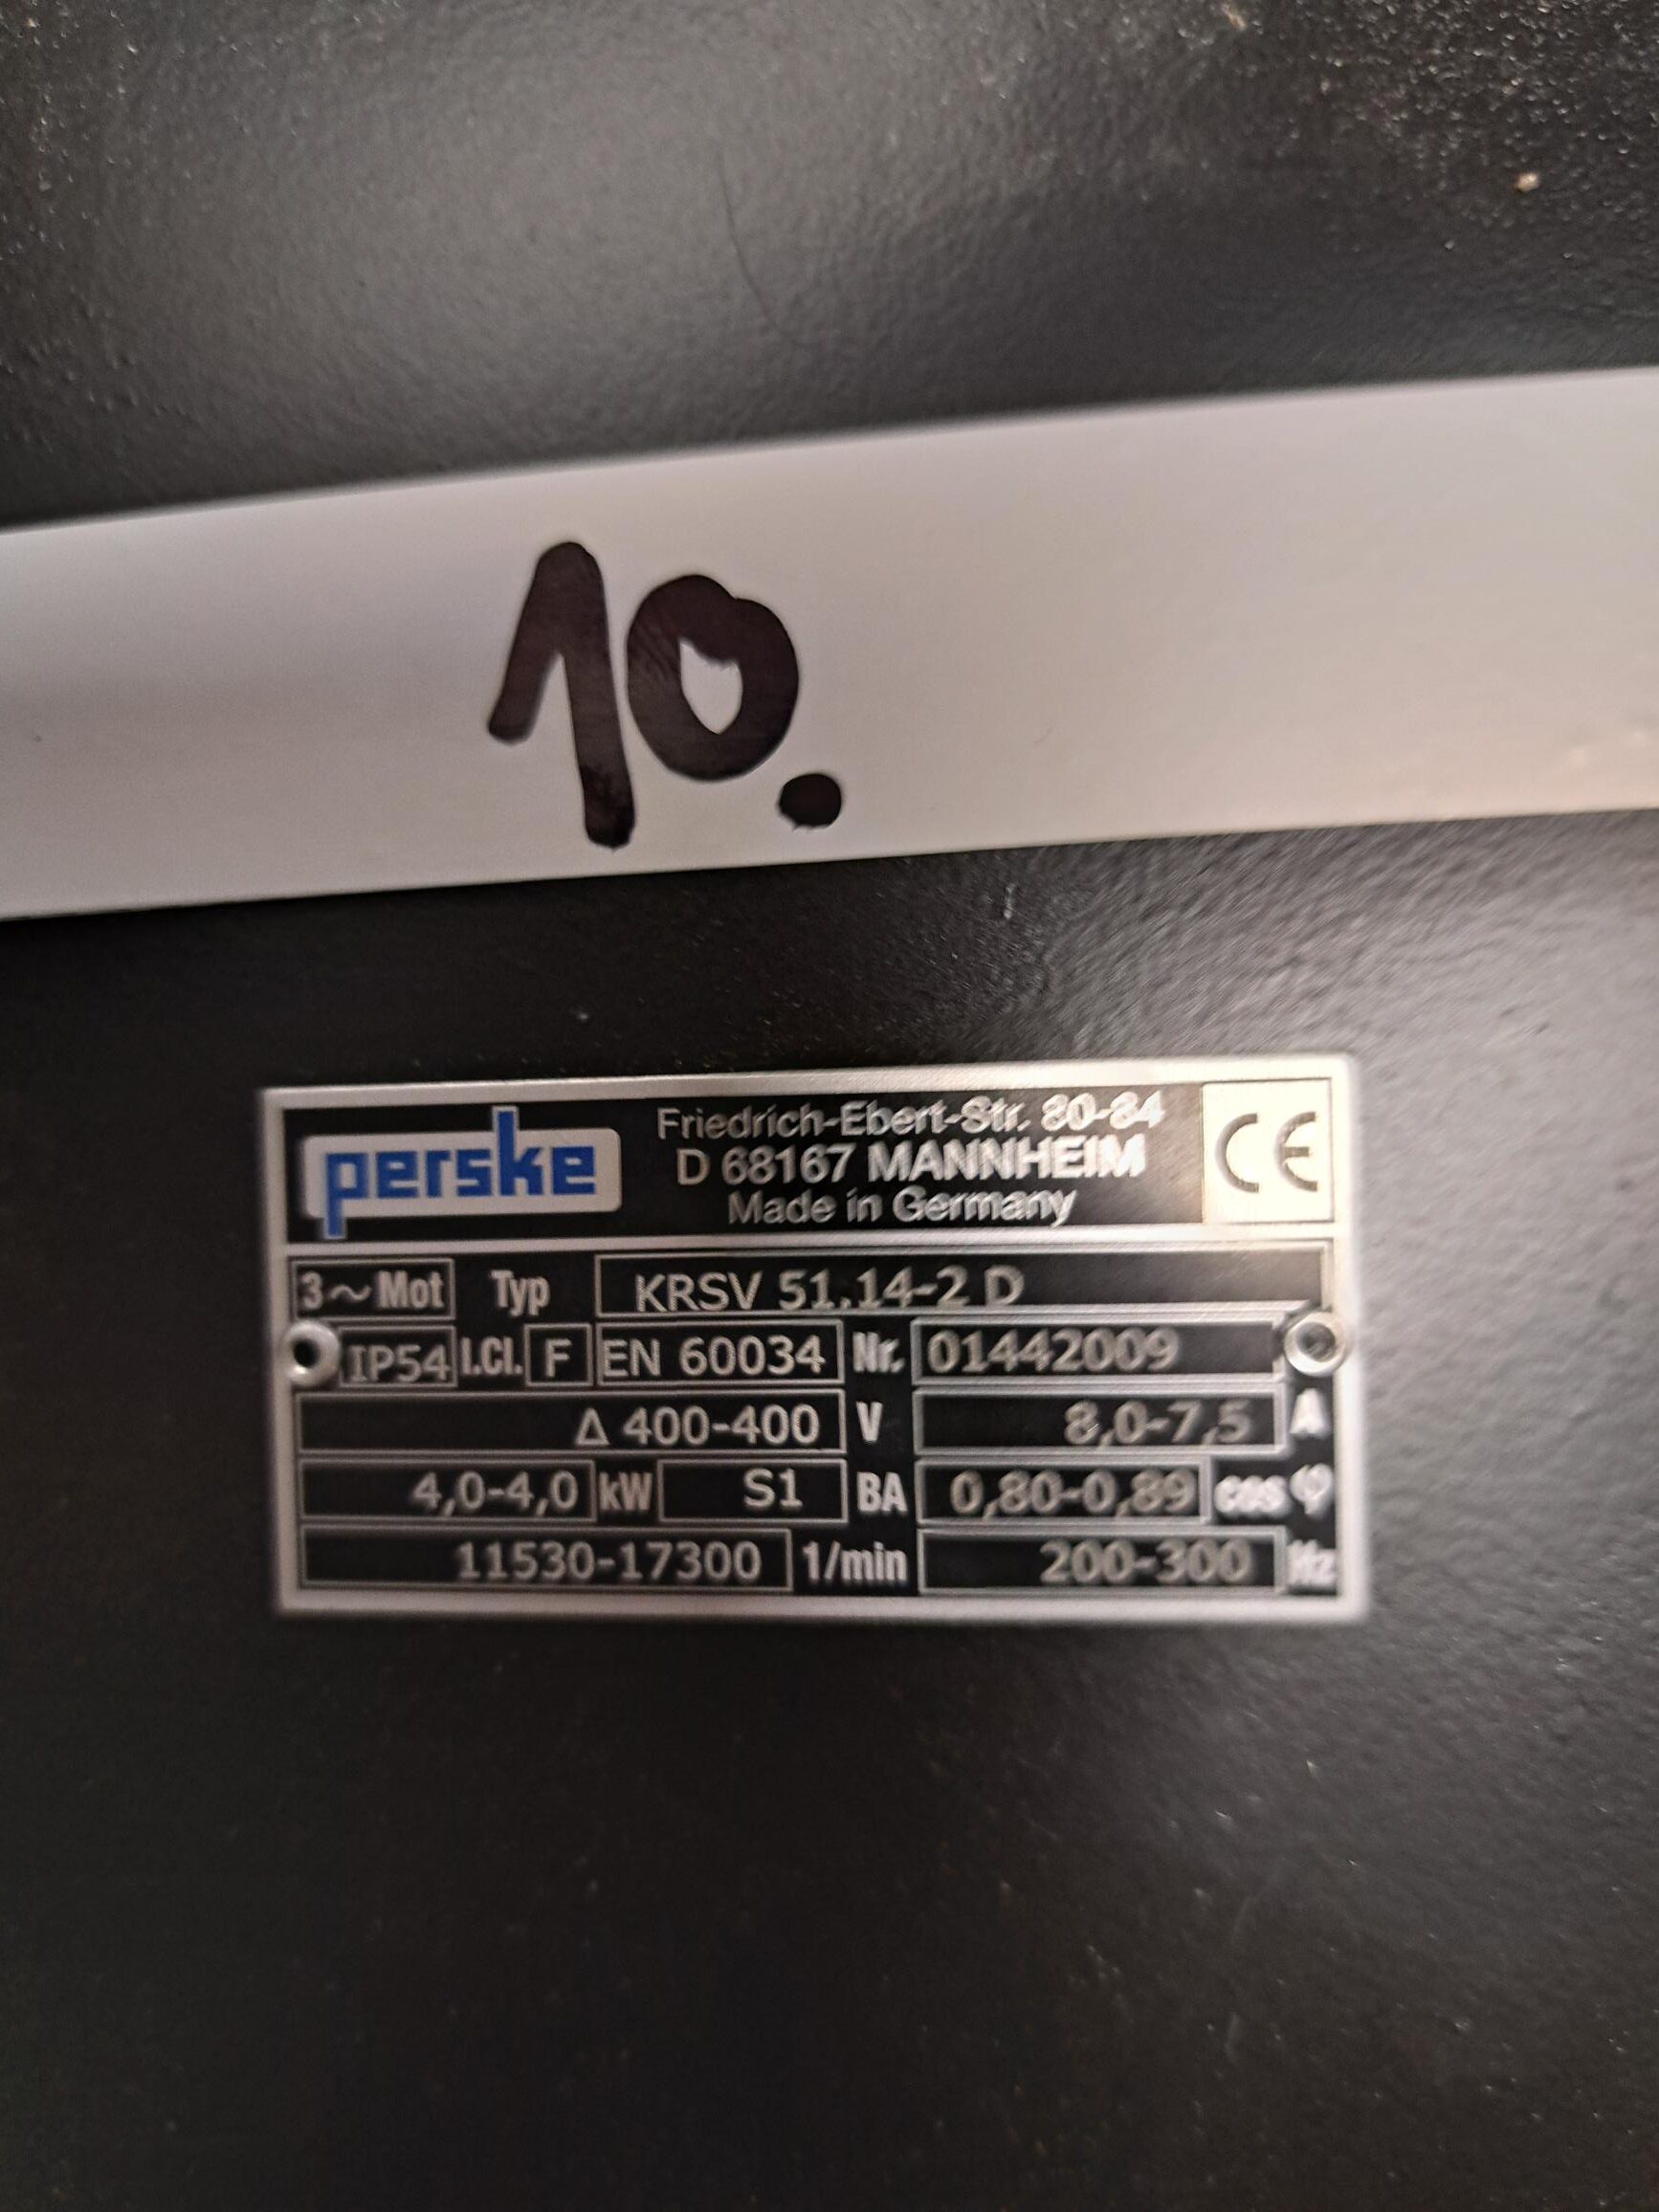 10.
perske
Friedrich-Ebert-Str. 80-84
D 68167 MANNHEIM
Made in Germany
CE
3~Mot Typ KRSV 51.14-2 D
IP54 I.Cl. F EN 60034 Nr. 01442009
Δ 400-400 V 8,0-7,5 A
4,0-4,0 kW S1 BA 0,80-0,89 cos φ
11530-17300 1/min 200-300 Hz